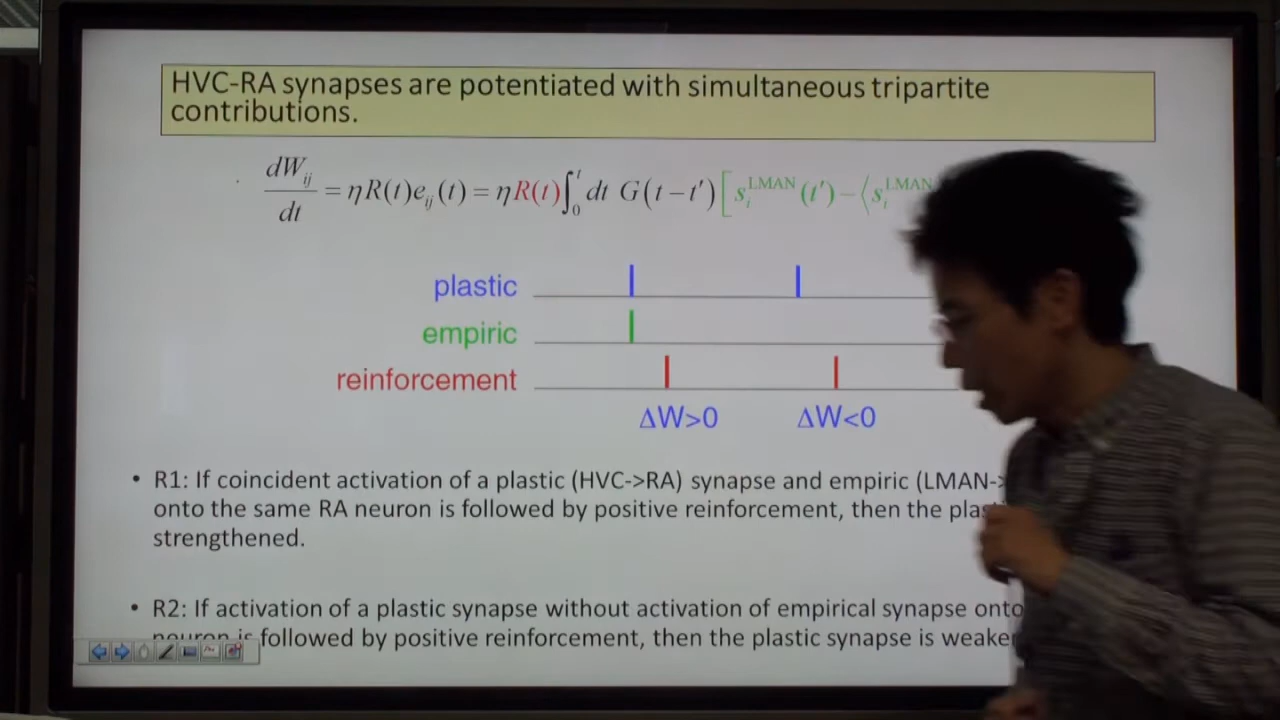 HVC-RA synapses are potentiated with simultaneous tripartite
contributions.
dW_ij/dt = ηR(t)e_ij(t) = ηR(t)∫_0^t dt G(t−t′)[s_i^LMAN(t′)−⟨s_i^LMAN
plastic
empiric
reinforcement
ΔW>0 ΔW<0
• R1: If coincident activation of a plastic (HVC->RA) synapse and empiric (LMAN->
onto the same RA neuron is followed by positive reinforcement, then the
strengthened.
• R2: If activation of a plastic synapse without activation of empirical synapse onto
neuron is followed by positive reinforcement, then the plastic synapse is